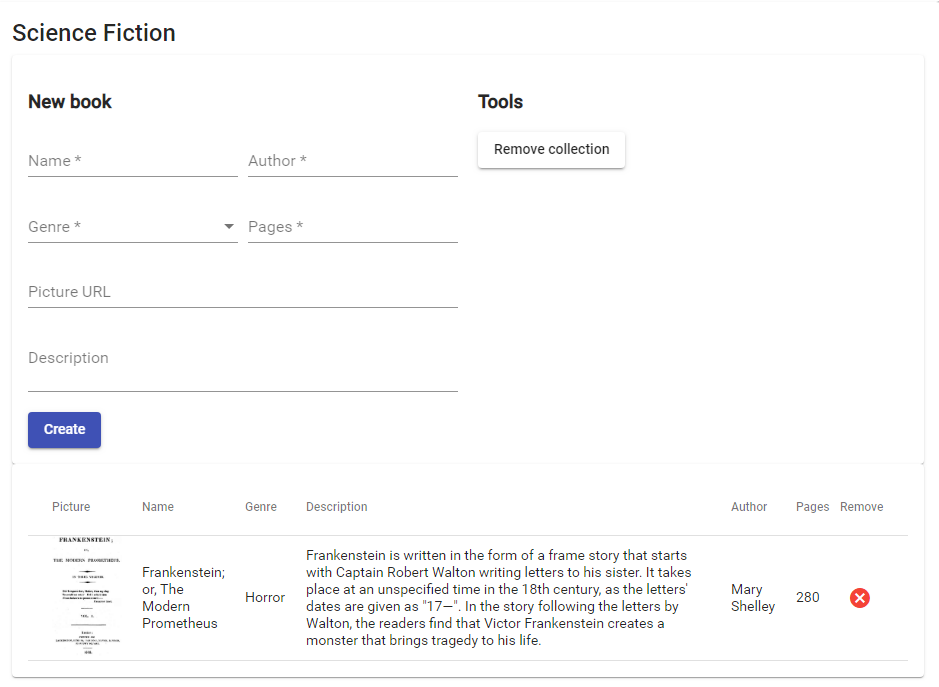 Science Fiction
New book
Tools
Name *
Author *
Remove collection
Genre *
Pages *
Picture URL
Description
Create
Picture Name Genre Description Author Pages Remove
FRANKENSTEIN;
OR,
THE MODERN PROMETHEUS.
IN THREE VOLUMES.
VOL. I.
Frankenstein;
or, The
Modern
Prometheus
Horror
Frankenstein is written in the form of a frame story that starts
with Captain Robert Walton writing letters to his sister. It takes
place at an unspecified time in the 18th century, as the letters'
dates are given as "17—". In the story following the letters by
Walton, the readers find that Victor Frankenstein creates a
monster that brings tragedy to his life.
Mary
Shelley
280